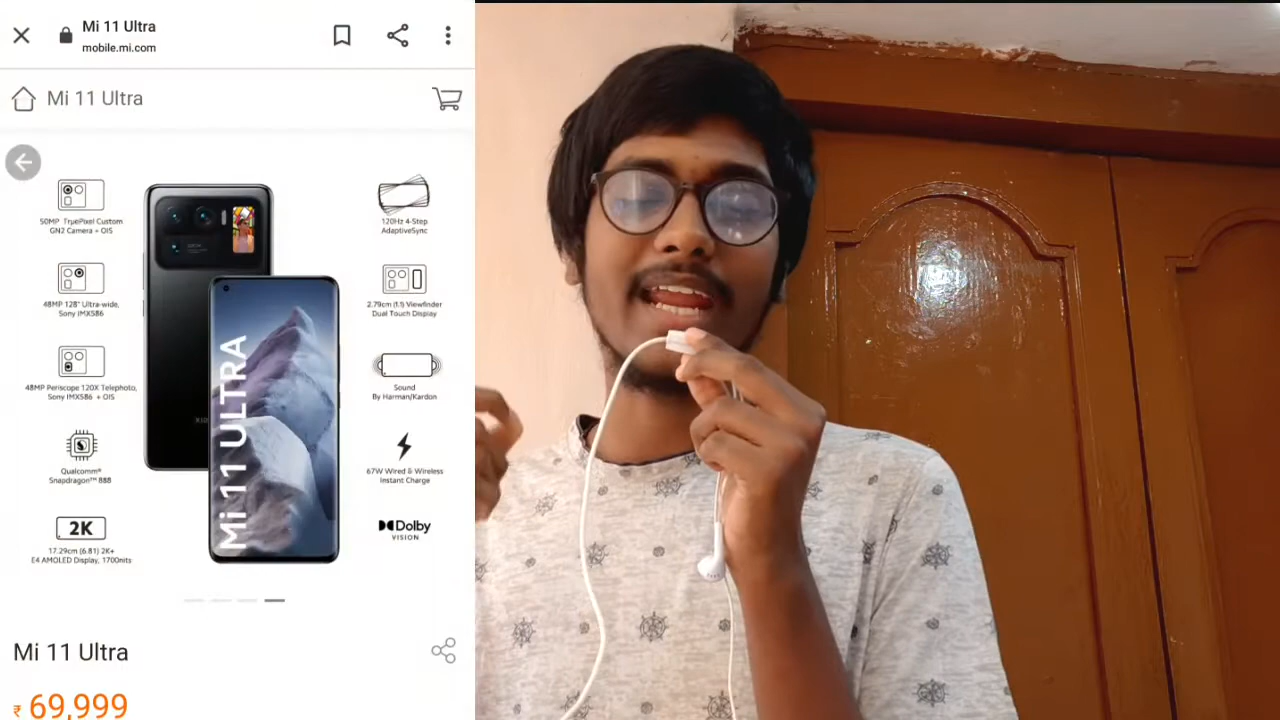 Mi 11 Ultra
mobile.mi.com
Mi 11 Ultra
50MP TruePixel Custom
GN2 Camera + OIS
120Hz 4-Step
AdaptiveSync
48MP 128° Ultra-wide,
Sony IMX586
2.79cm (1.1) Viewfinder
Dual Touch Display
48MP Periscope 120X Telephoto,
Sony IMX586 + OIS
Sound
By Harman/Kardon
Qualcomm®
Snapdragon™ 888
67W Wired & Wireless
Instant Charge
2K
17.29cm (6.81) 2K+
E4 AMOLED Display, 1700nits
Dolby
VISION
Mi 11 ULTRA
Mi 11 Ultra
₹ 69,999